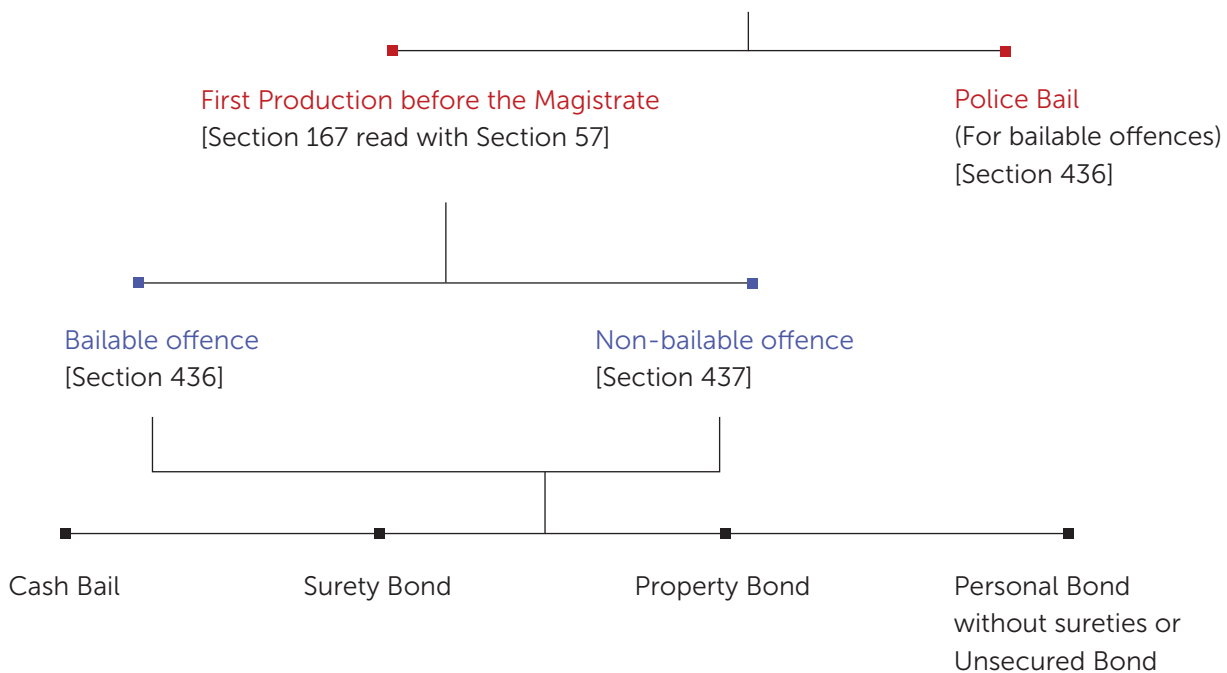 First Production before the Magistrate
[Section 167 read with Section 57]
Police Bail
(For bailable offences)
[Section 436]
Bailable offence
[Section 436]
Non-bailable offence
[Section 437]
Cash Bail
Surety Bond
Property Bond
Personal Bond
without sureties or
Unsecured Bond